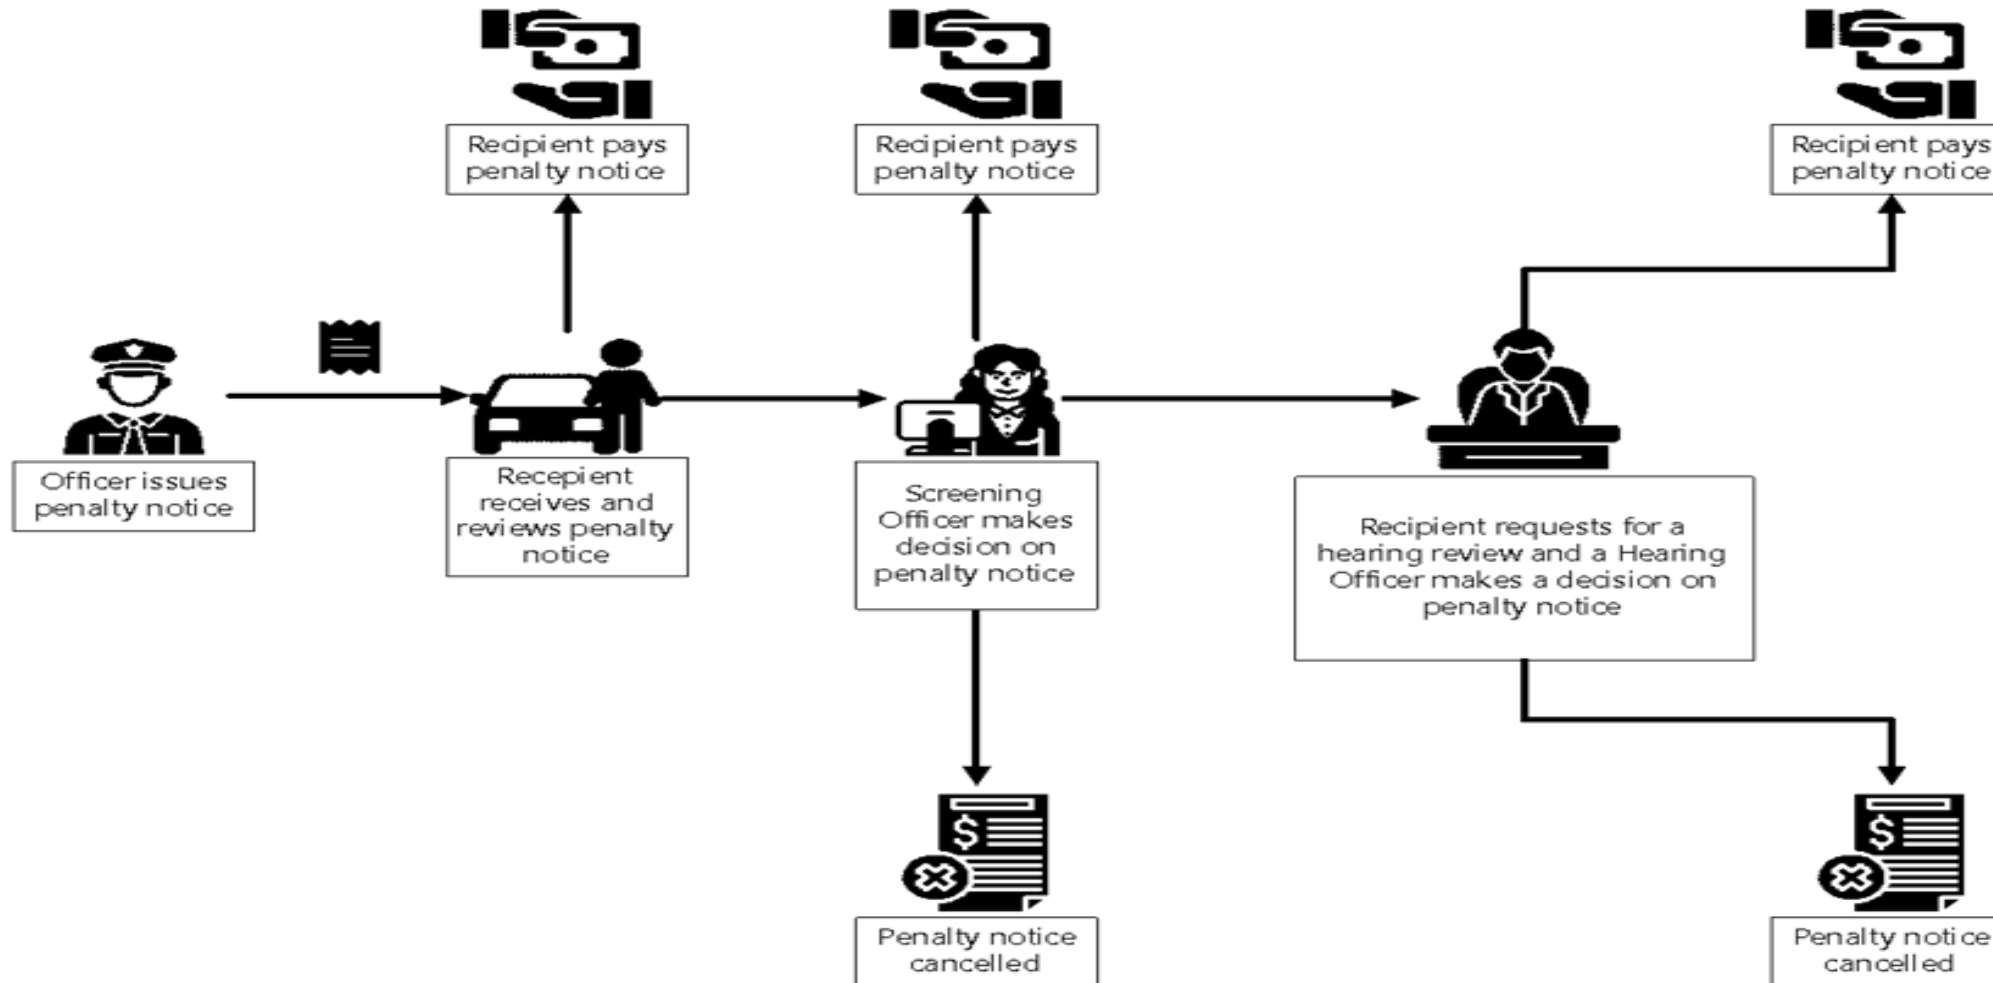 Recipient pays
penalty notice
Recipient pays
penalty notice
Recipient pays
penalty notice
Officer issues
penalty notice
Recepient
receives and
reviews penalty
notice
Screening
Officer makes
decision on
penalty notice
Recipient requests for a
hearing review and a Hearing
Officer makes a decision on
penalty notice
$
$
Penalty notice
cancelled
Penalty notice
cancelled